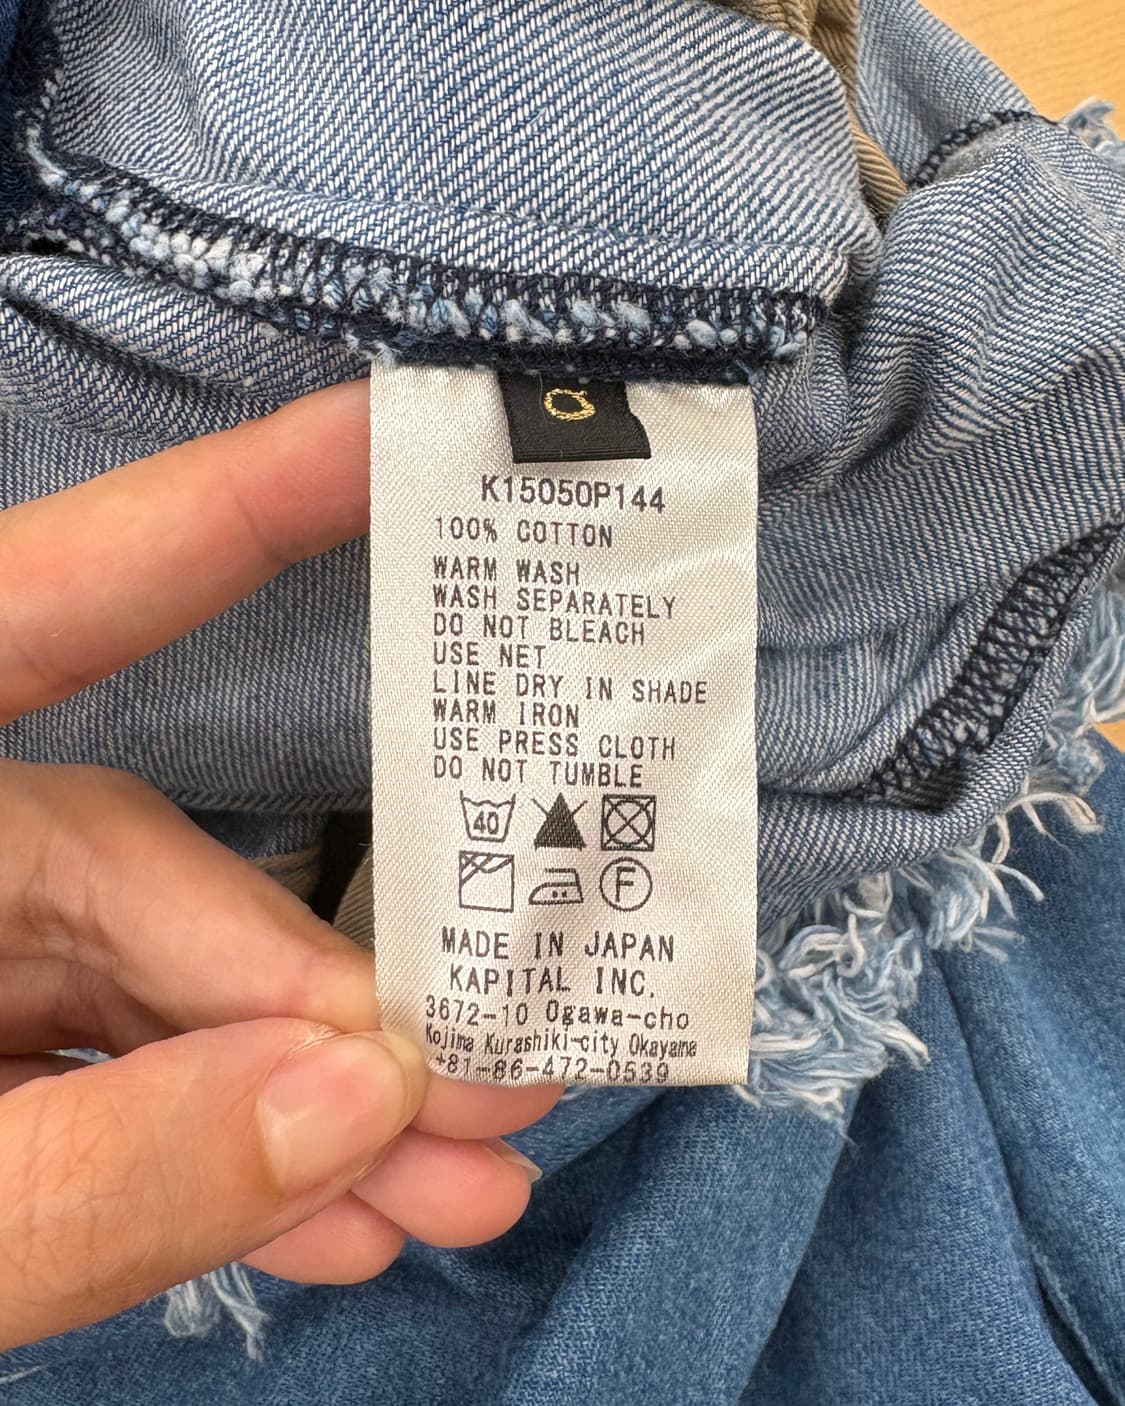 0
K15050P144
100% COTTON
WARM WASH
WASH SEPARATELY
DO NOT BLEACH
USE NET
LINE DRY IN SHADE
WARM IRON
USE PRESS CLOTH
DO NOT TUMBLE
40
F
MADE IN JAPAN
KAPITAL INC.
3672-10 Ogawa-cho
Kojima Kurashiki-city Okayama
+81-86-472-0539